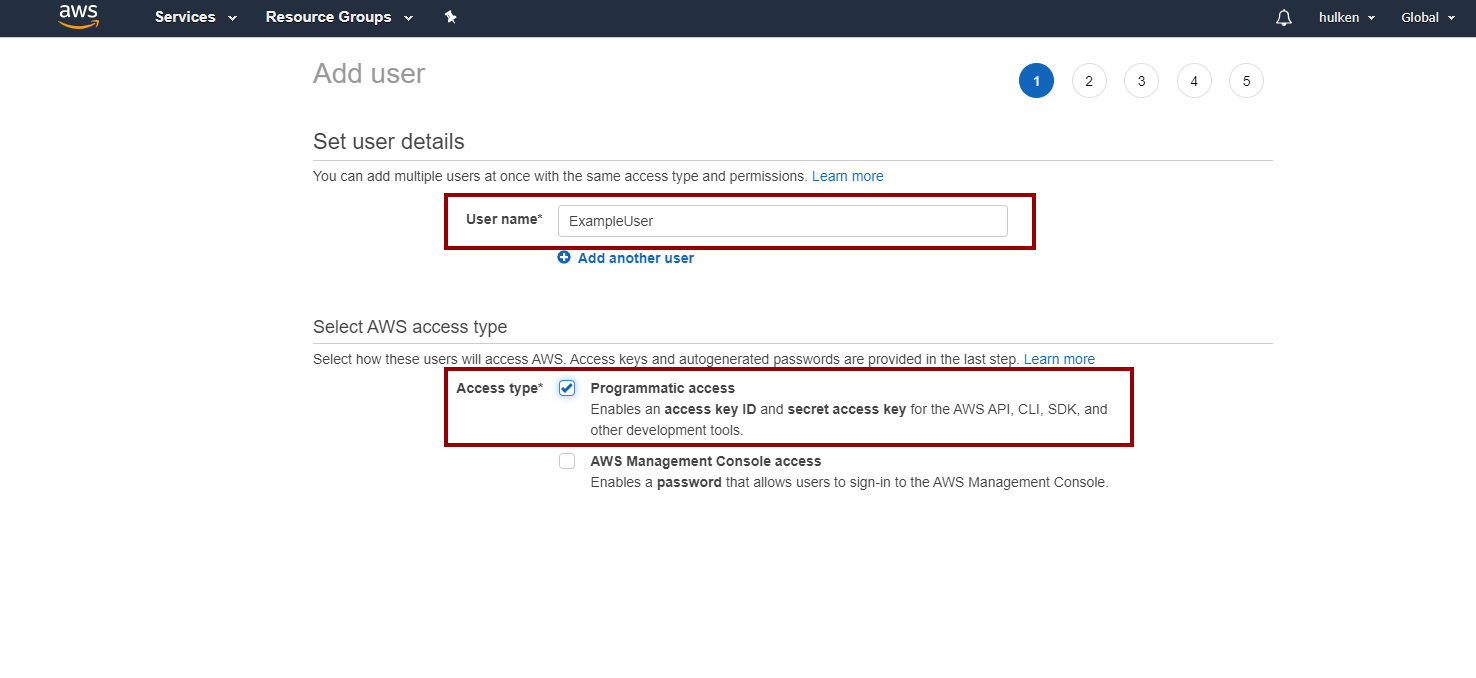 aws Services Resource Groups hulken Global
Add user
1 2 3 4 5
Set user details
You can add multiple users at once with the same access type and permissions. Learn more
User name* ExampleUser
Add another user
Select AWS access type
Select how these users will access AWS. Access keys and autogenerated passwords are provided in the last step. Learn more
Access type* Programmatic access
Enables an access key ID and secret access key for the AWS API, CLI, SDK, and
other development tools.
AWS Management Console access
Enables a password that allows users to sign-in to the AWS Management Console.